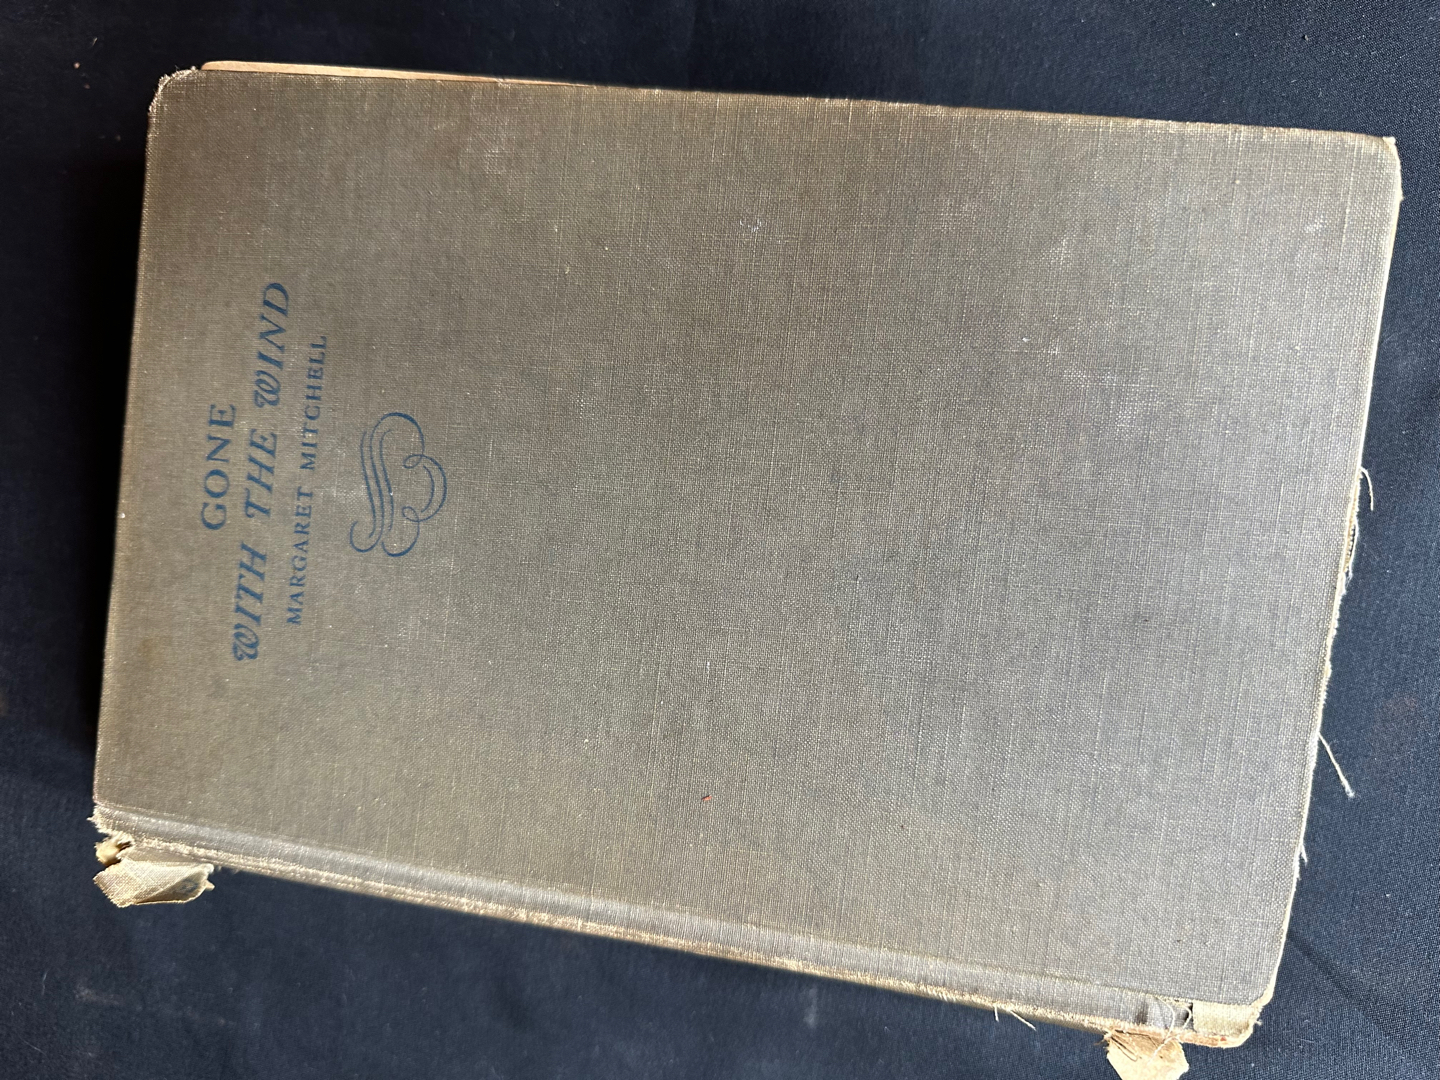 GONE
WITH THE WIND
MARGARET MITCHELL